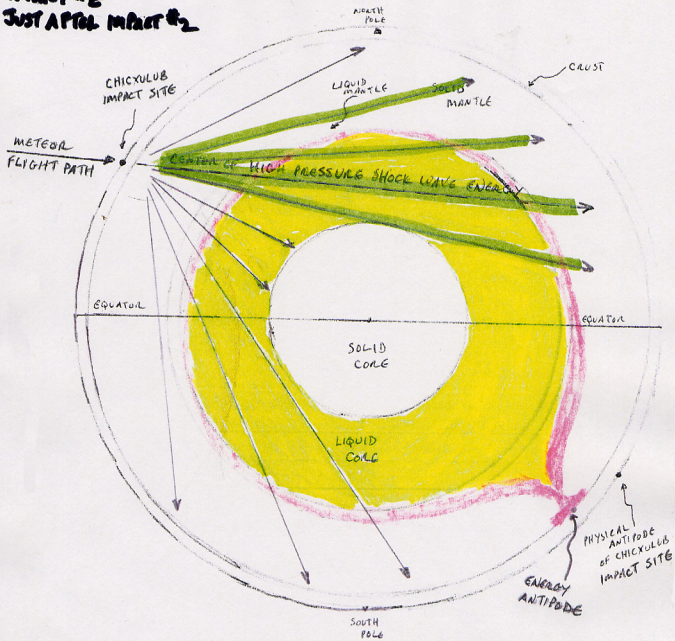 JUST AFTER IMPACT #2
NORTH
POLE
CRUST
CHICXULUB
IMPACT SITE
LIQUID
MANTLE
SOLID
MANTLE
METEOR
FLIGHT PATH
CENTER OF HIGH PRESSURE SHOCK WAVE ENERGY
EQUATOR
EQUATOR
SOLID
CORE
LIQUID
CORE
PHYSICAL
ANTIPODE
OF CHICXULUB
IMPACT SITE
ENERGY
ANTIPODE
SOUTH
POLE